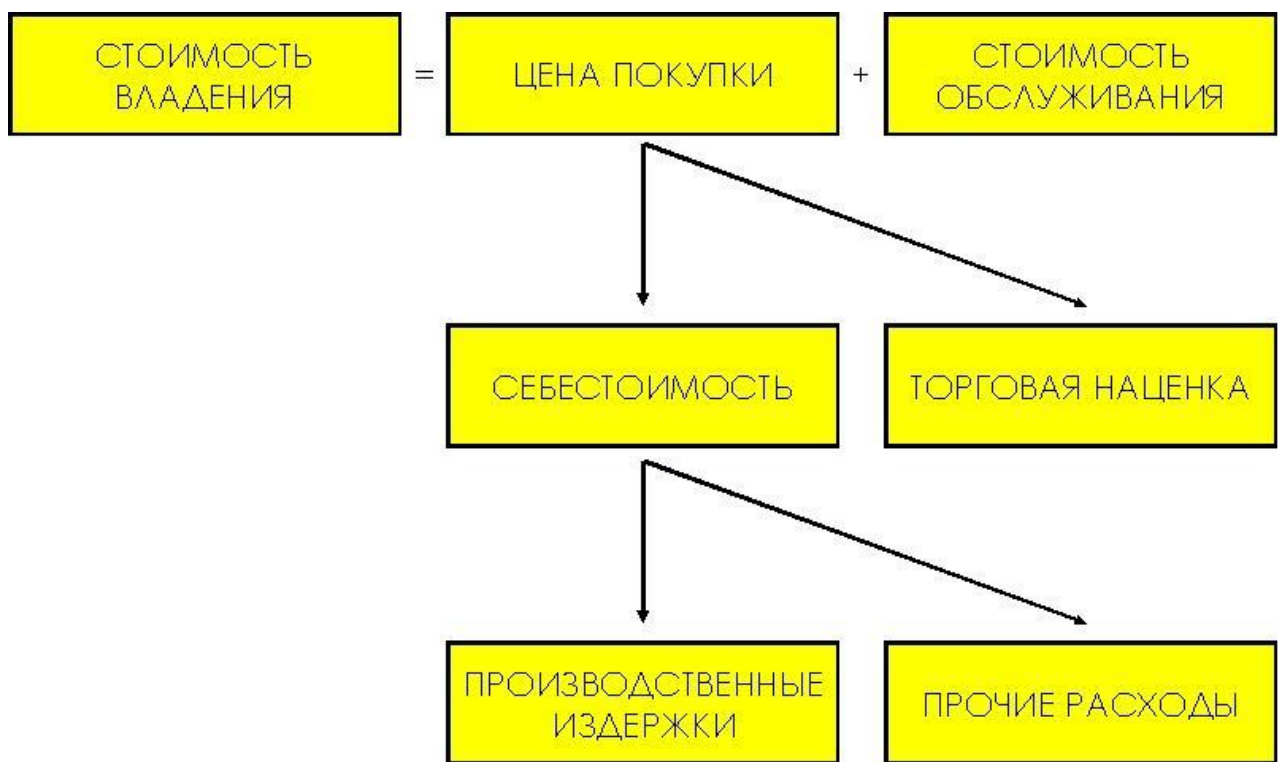 СТОИМОСТЬ
ВЛАДЕНИЯ
=
ЦЕНА ПОКУПКИ
+
СТОИМОСТЬ
ОБСЛУЖИВАНИЯ
СЕБЕСТОИМОСТЬ
ТОРГОВАЯ НАЦЕНКА
ПРОИЗВОДСТВЕННЫЕ
ИЗДЕРЖКИ
ПРОЧИЕ РАСХОДЫ